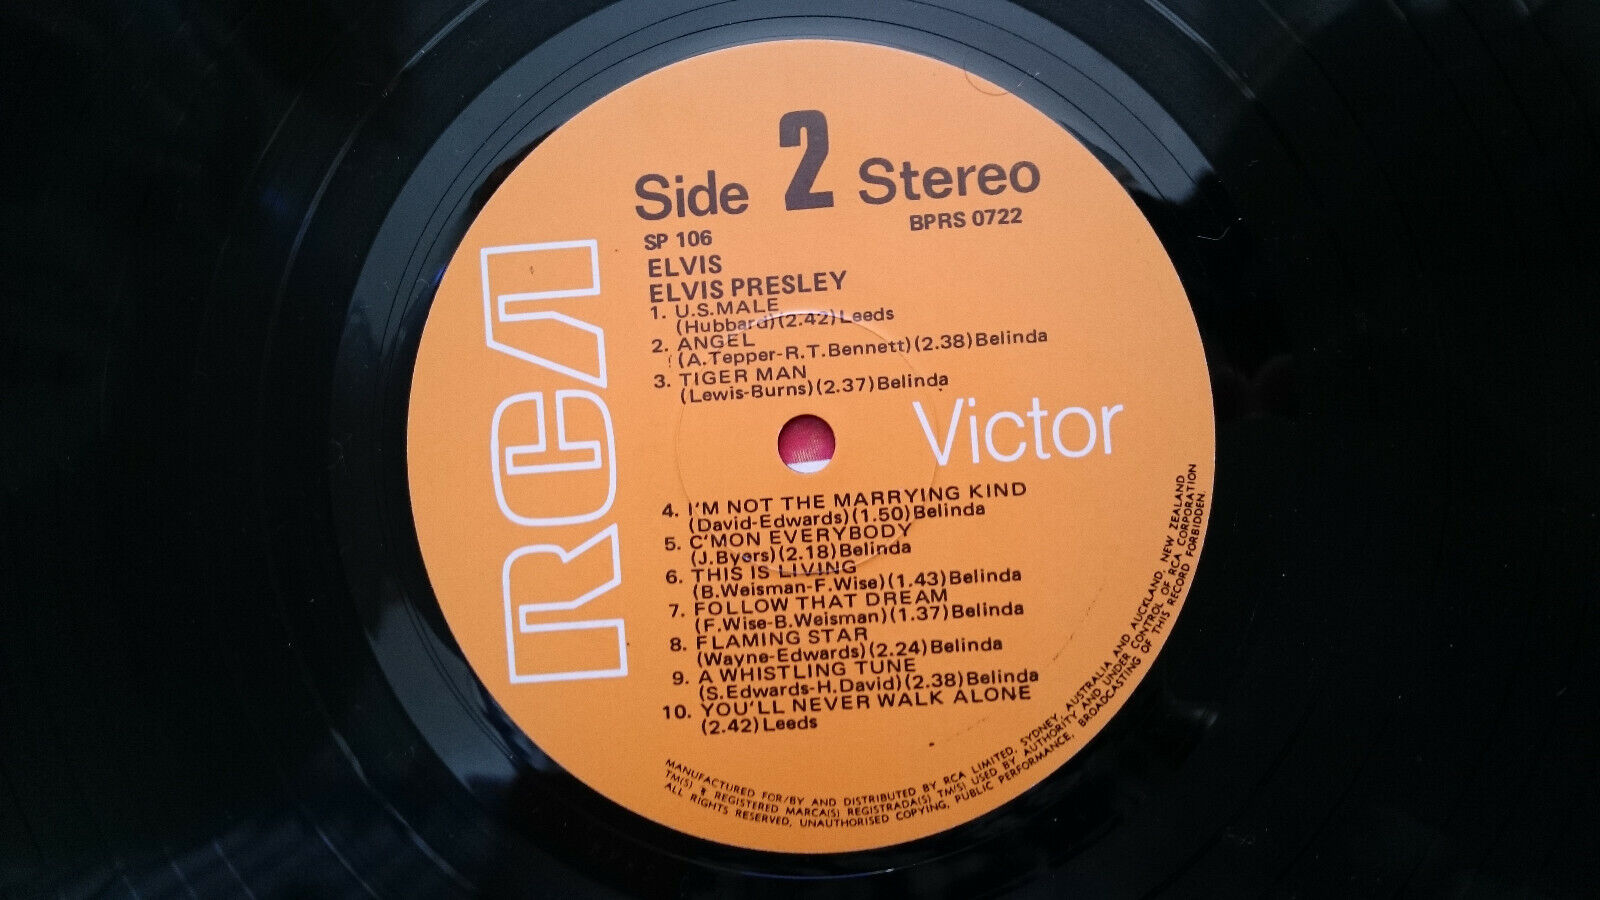 Side 2 Stereo
SP 106 BPRS 0722
ELVIS
ELVIS PRESLEY
1. U.S.MALE
(Hubbard)(2.42)Leeds
2. ANGEL
(A.Tepper-R.T.Bennett)(2.38)Belinda
3. TIGER MAN
(Lewis-Burns)(2.37)Belinda
RCA
Victor
4. I'M NOT THE MARRYING KIND
(David-Edwards)(1.50)Belinda
5. C'MON EVERYBODY
(J.Byers)(2.18)Belinda
6. THIS IS LIVING
(B.Weisman-F.Wise)(1.43)Belinda
7. FOLLOW THAT DREAM
(F.Wise-B.Weisman)(1.37)Belinda
8. FLAMING STAR
(Wayne-Edwards)(2.24)Belinda
9. A WHISTLING TUNE
(S.Edwards-H.David)(2.38)Belinda
10. YOU'LL NEVER WALK ALONE
(2.42)Leeds
MANUFACTURED FOR/BY AND DISTRIBUTED BY RCA LIMITED, SYDNEY, AUSTRALIA AND AUCKLAND, NEW ZEALAND
TM(S) ® REGISTERED MARCA(S) REGISTRADA(S) TM(S) USED BY AUTHORITY AND UNDER CONTROL OF RCA CORPORATION
ALL RIGHTS RESERVED, UNAUTHORISED COPYING, PUBLIC PERFORMANCE, BROADCASTING OF THIS RECORD FORBIDDEN.